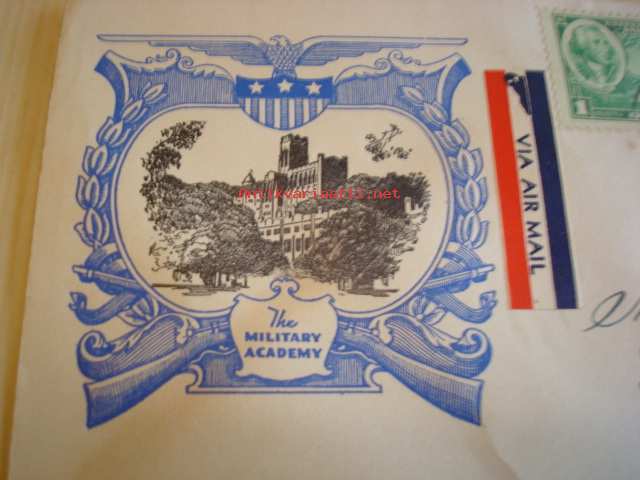 1
VIA AIR MAIL
Antikvariaatti.net
The
MILITARY
ACADEMY